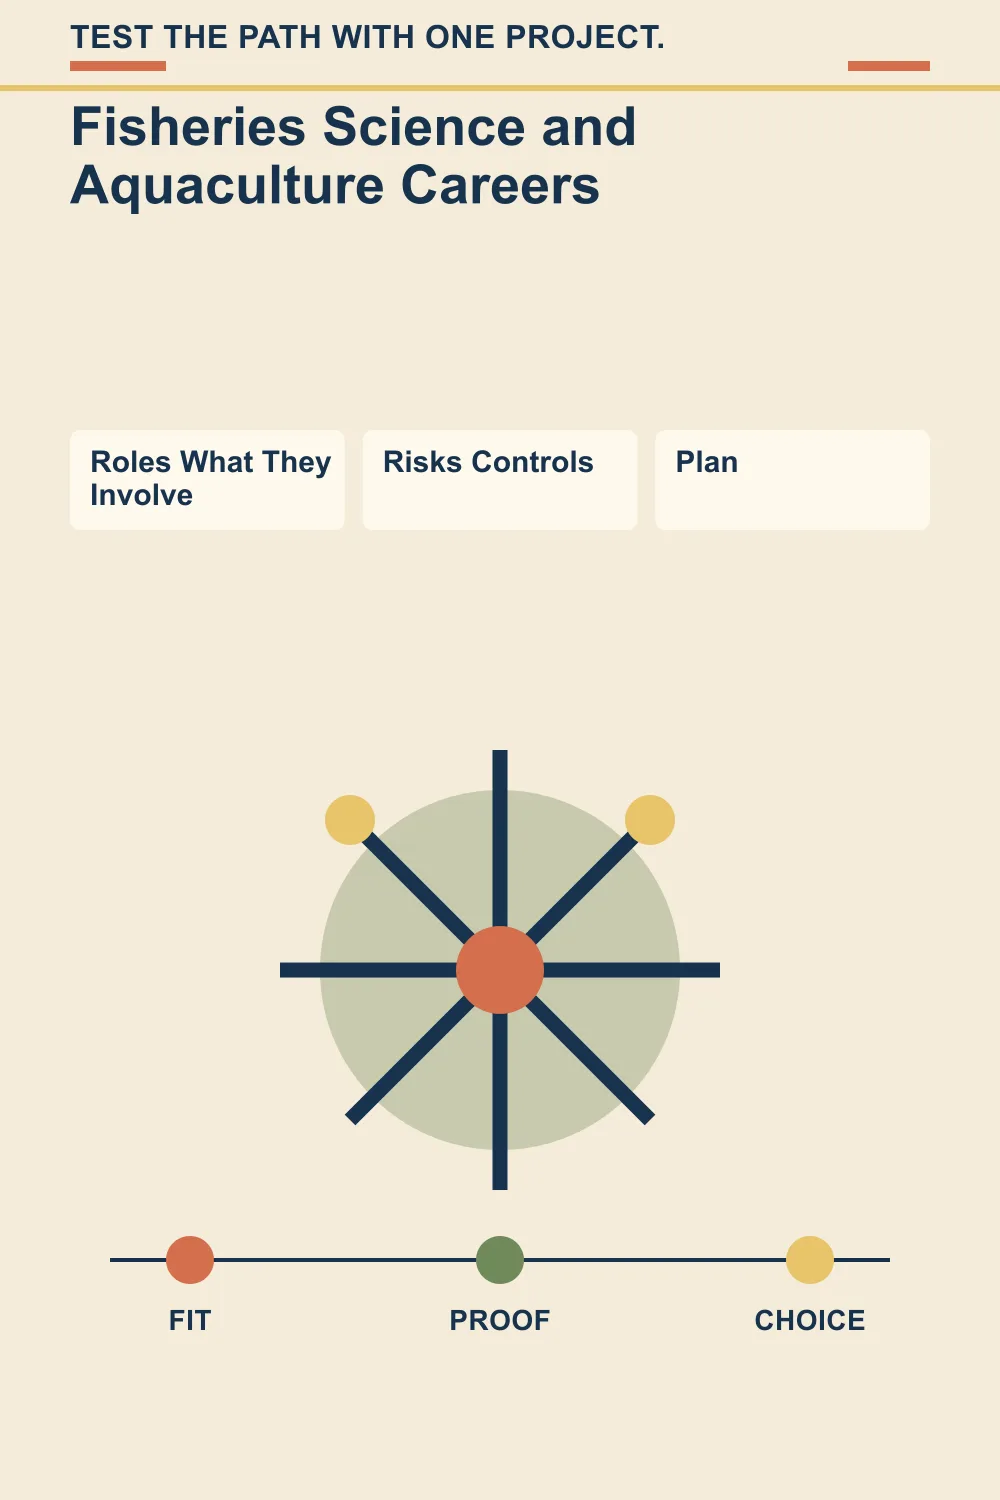 TEST THE PATH WITH ONE PROJECT.
Fisheries Science and
Aquaculture Careers
Roles What They
Involve
Risks Controls
Plan
FIT
PROOF
CHOICE